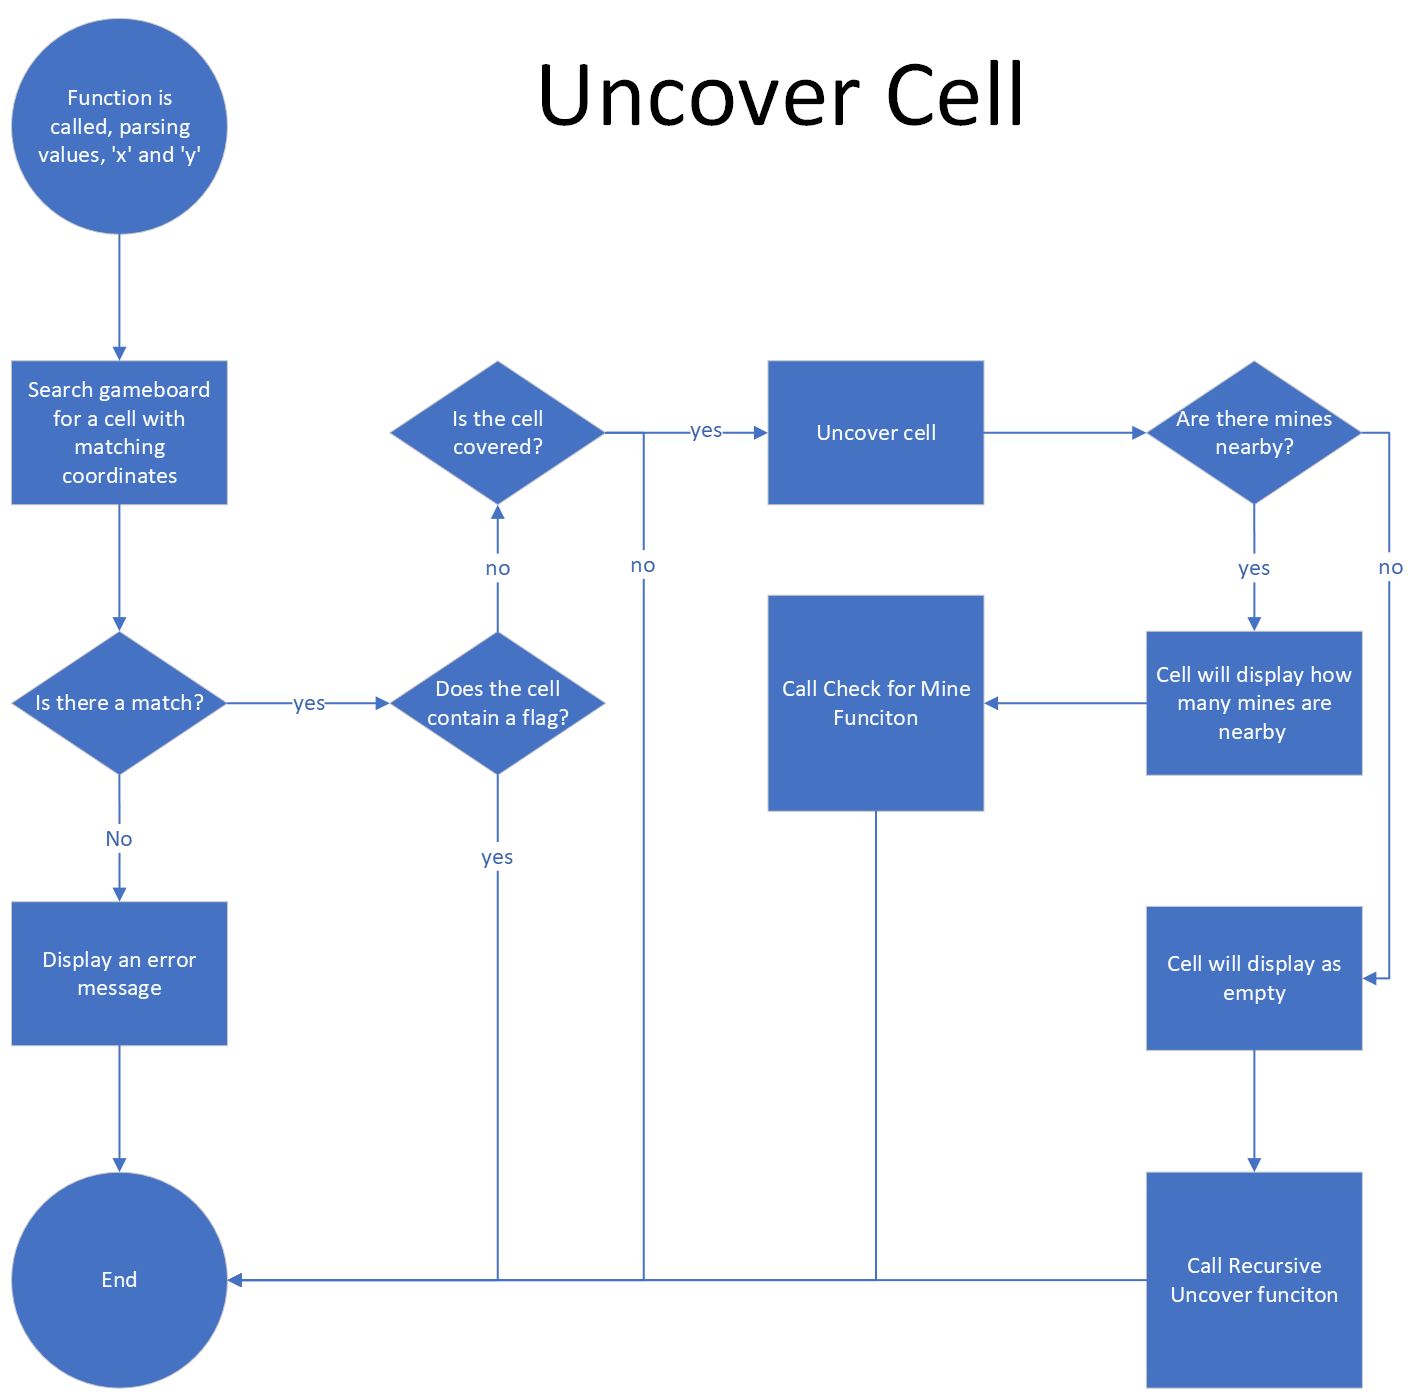 Uncover Cell
Function is
called, parsing
values, 'x' and 'y'
Search gameboard
for a cell with
matching
coordinates
Is there a match?
yes
No
Display an error
message
End
Does the cell
contain a flag?
no
yes
Is the cell
covered?
yes
no
Uncover cell
Are there mines
nearby?
yes
no
Cell will display how
many mines are
nearby
Call Check for Mine
Funciton
Cell will display as
empty
Call Recursive
Uncover funciton